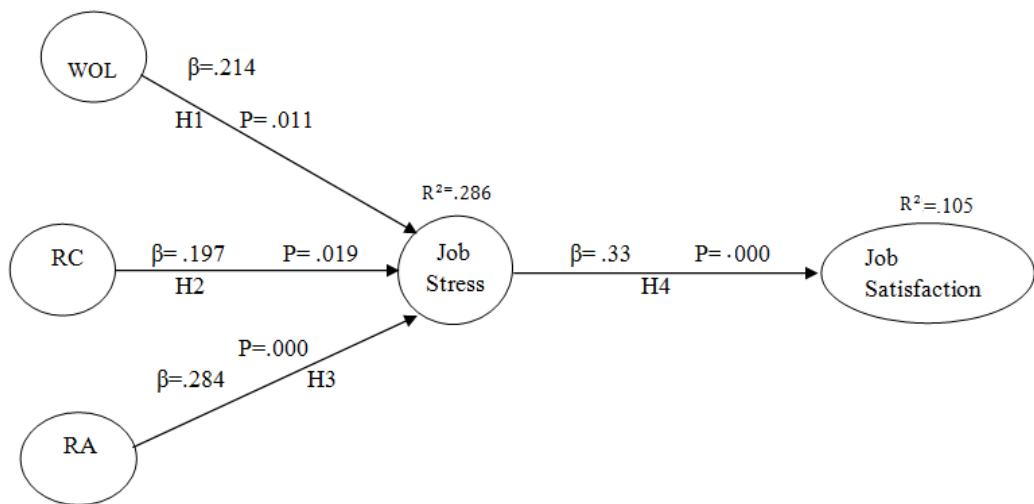 WOL
β=.214
H1
P= .011
R²=.286
R²=.105
RC
β= .197
P= .019
H2
Job
Stress
β= .33
P= .000
H4
Job
Satisfaction
P=.000
β=.284
H3
RA